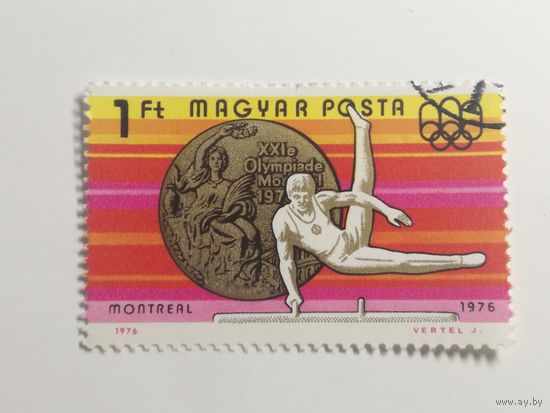 1 Ft MAGYAR POSTA
XXIe
Olympiade
MONTREAL
1976
1976
VERTEL J.
www.ay.by